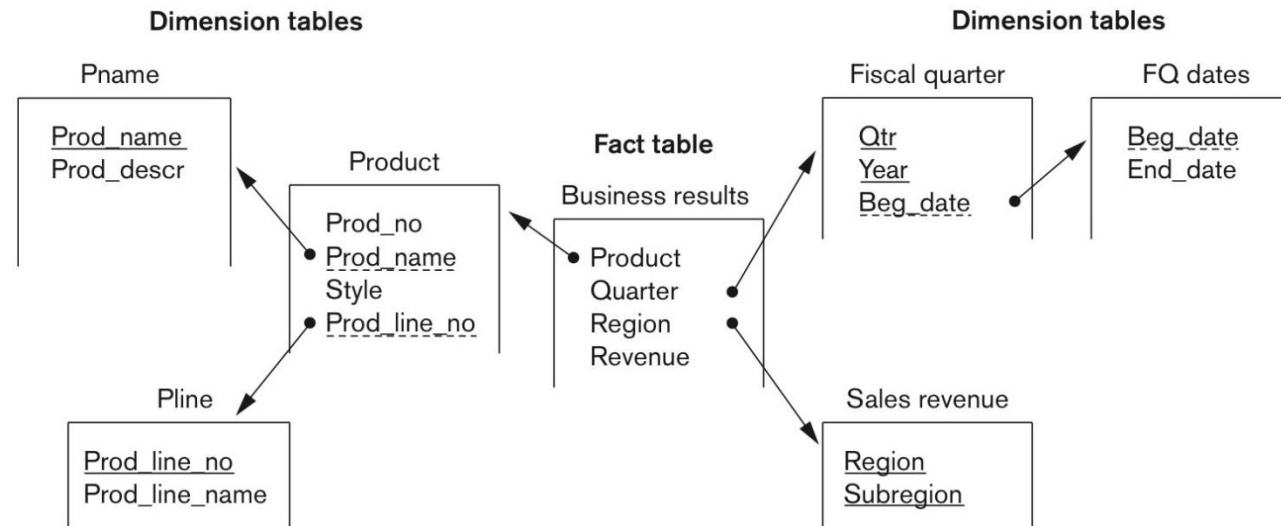 Dimension tables
Pname
Prod_name
Prod_descr
Product
Prod_no
Prod_name
Style
Prod_line_no
Pline
Prod_line_no
Prod_line_name
Fact table
Business results
Product
Quarter
Region
Revenue
Dimension tables
Fiscal quarter
Qtr
Year
Beg_date
FQ dates
Beg_date
End_date
Sales revenue
Region
Subregion